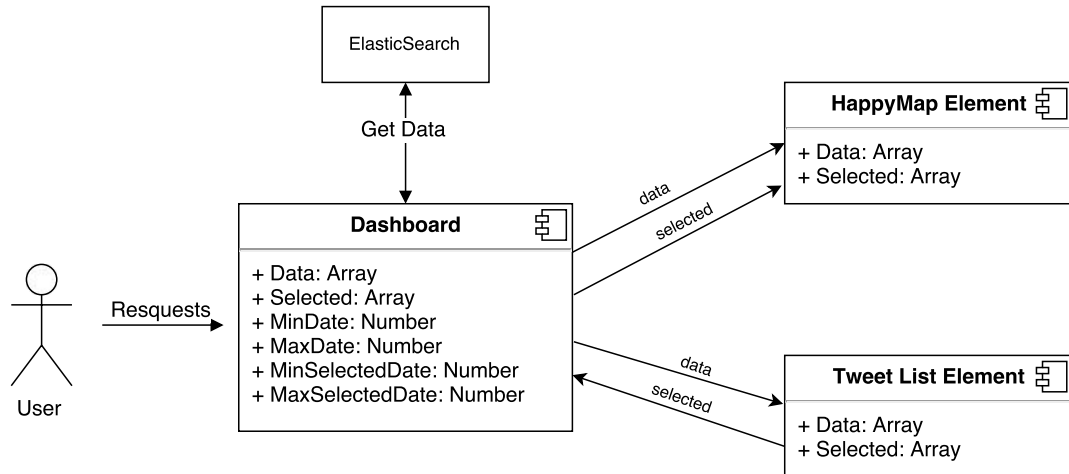 ElasticSearch
Get Data
HappyMap Element
+ Data: Array
+ Selected: Array
data
selected
Dashboard
+ Data: Array
+ Selected: Array
+ MinDate: Number
+ MaxDate: Number
+ MinSelectedDate: Number
+ MaxSelectedDate: Number
Resquests
User
data
selected
Tweet List Element
+ Data: Array
+ Selected: Array